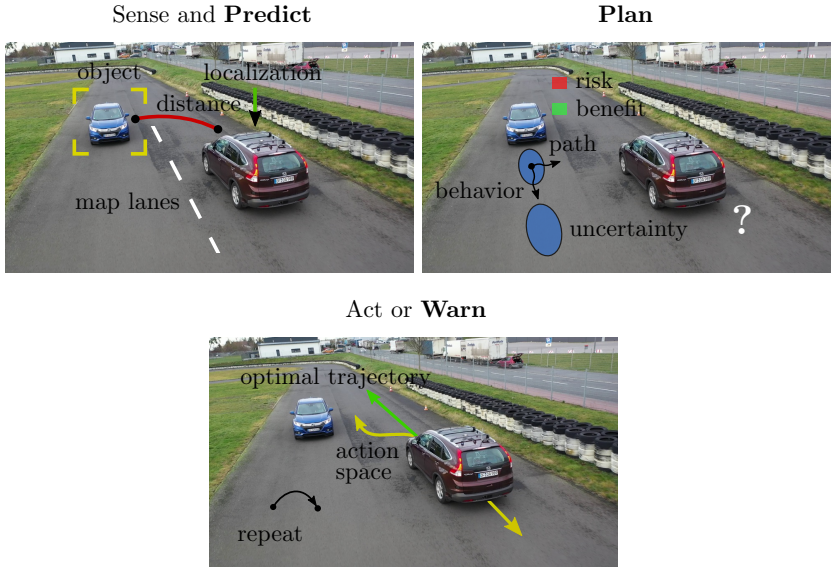 Sense and Predict
object
localization
distance
map lanes
Plan
risk
benefit
path
behavior
uncertainty
?
Act or Warn
optimal trajectory
action
space
repeat